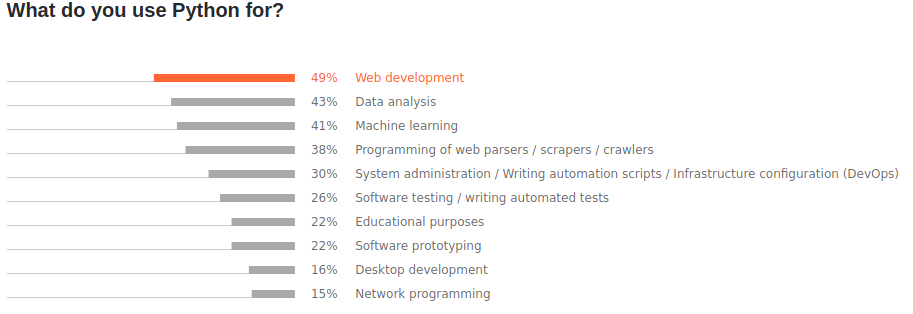 What do you use Python for?
49% Web development
43% Data analysis
41% Machine learning
38% Programming of web parsers / scrapers / crawlers
30% System administration / Writing automation scripts / Infrastructure configuration (DevOps)
26% Software testing / writing automated tests
22% Educational purposes
22% Software prototyping
16% Desktop development
15% Network programming